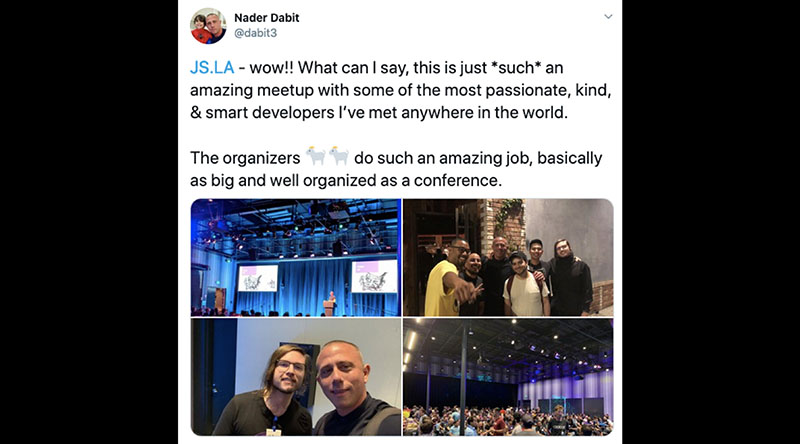 Nader Dabit
@dabit3
JS.LA - wow!! What can I say, this is just *such* an
amazing meetup with some of the most passionate, kind,
& smart developers I’ve met anywhere in the world.
The organizers 🐐🐐 do such an amazing job, basically
as big and well organized as a conference.